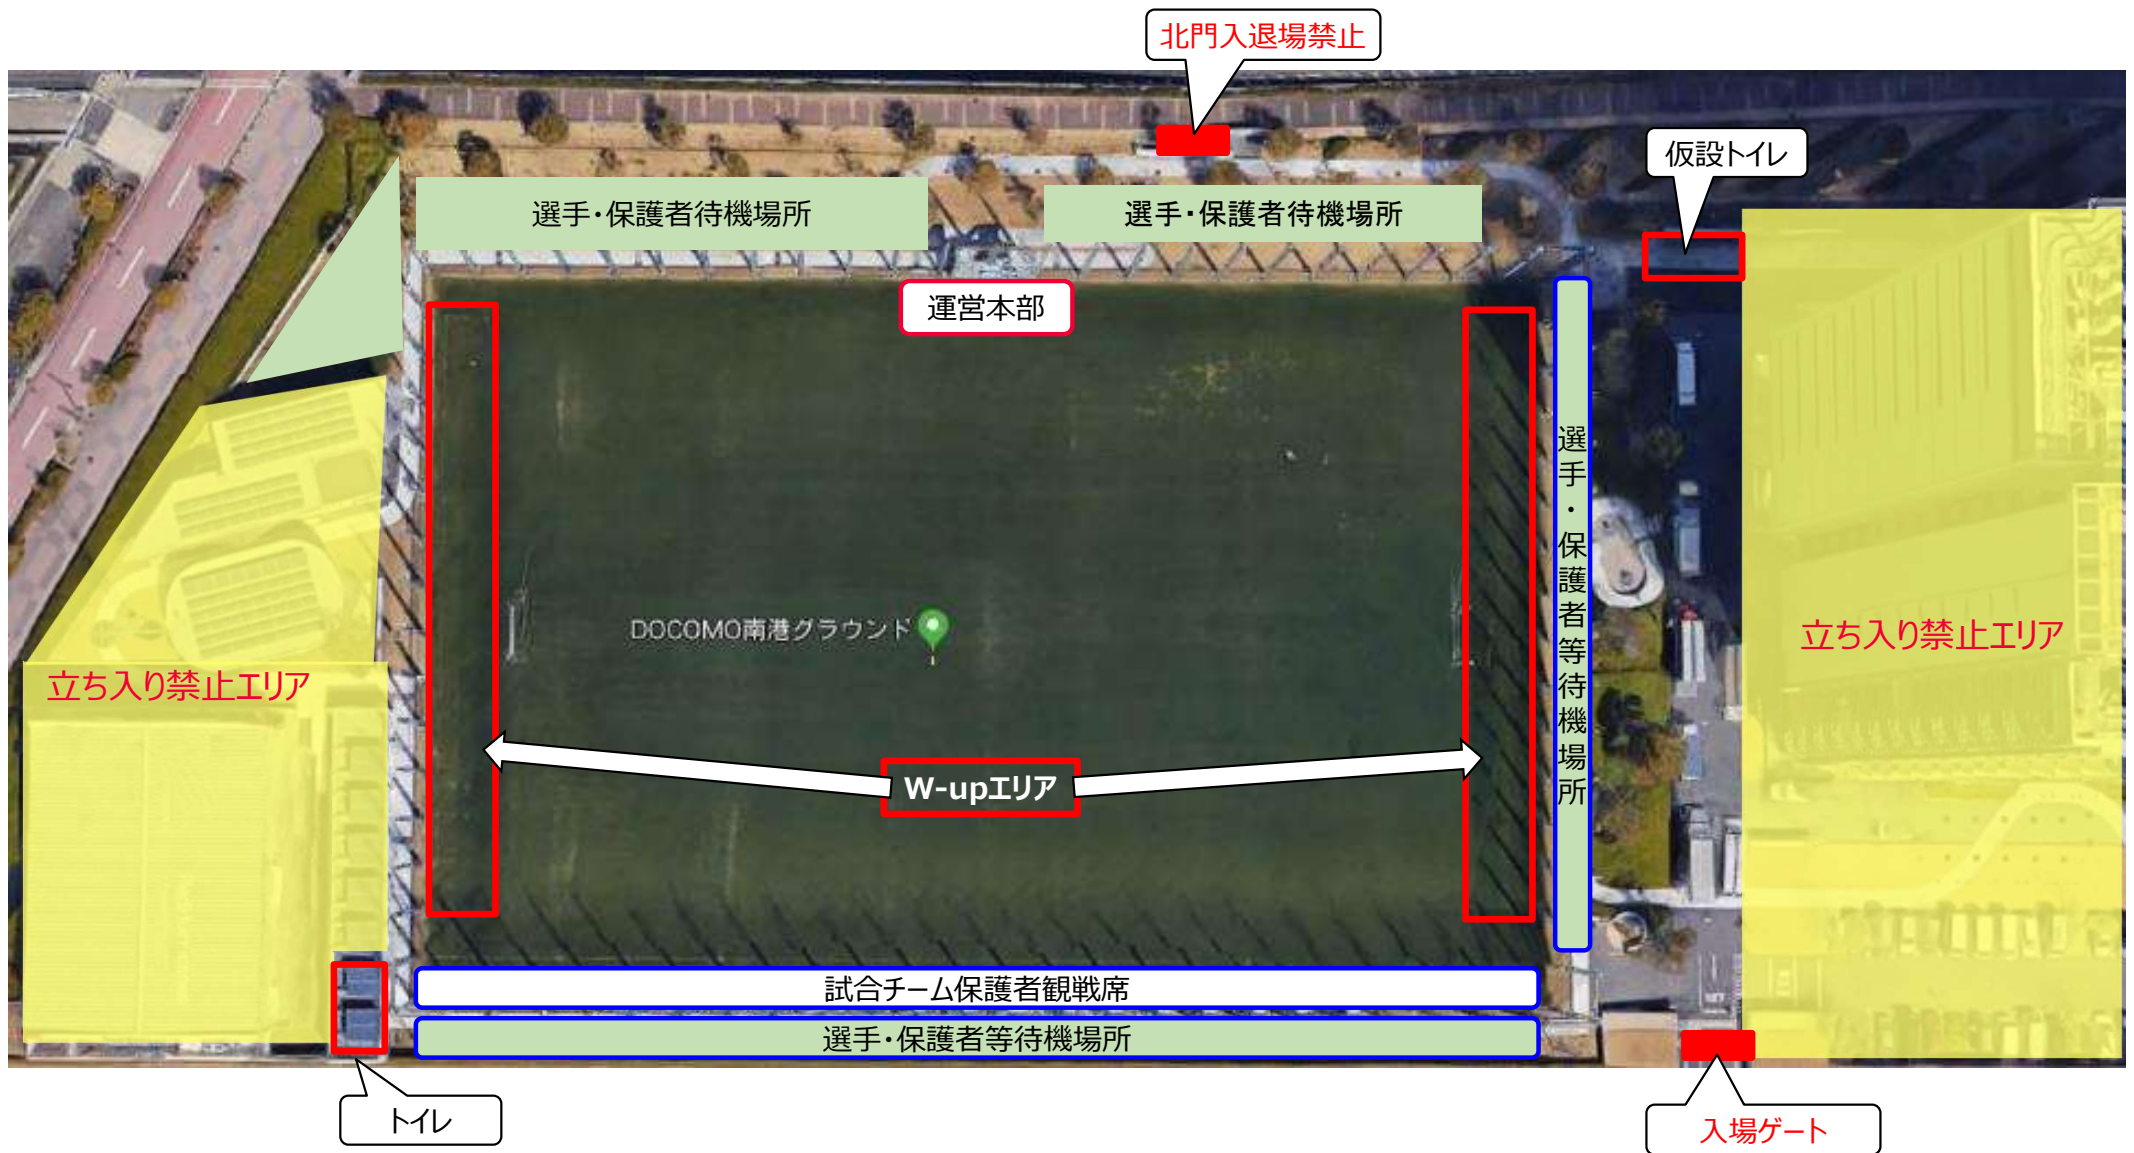 北門入退場禁止
仮設トイレ
選手・保護者待機場所
選手・保護者待機場所
運営本部
選手・保護者等待機場所
DOCOMO南港グラウンド
立ち入り禁止エリア
立ち入り禁止エリア
W-upエリア
試合チーム保護者観戦席
選手・保護者等待機場所
トイレ
入場ゲート